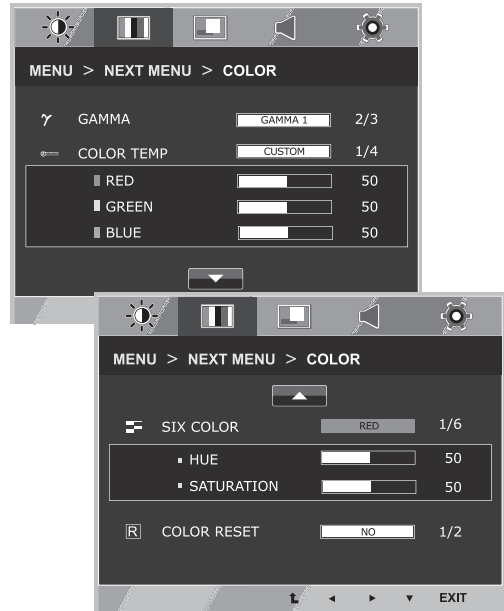 MENU > NEXT MENU > COLOR
γ GAMMA GAMMA 1 2/3
COLOR TEMP CUSTOM 1/4
RED 50
GREEN 50
BLUE 50
MENU > NEXT MENU > COLOR
SIX COLOR RED 1/6
HUE 50
SATURATION 50
R COLOR RESET NO 1/2
EXIT